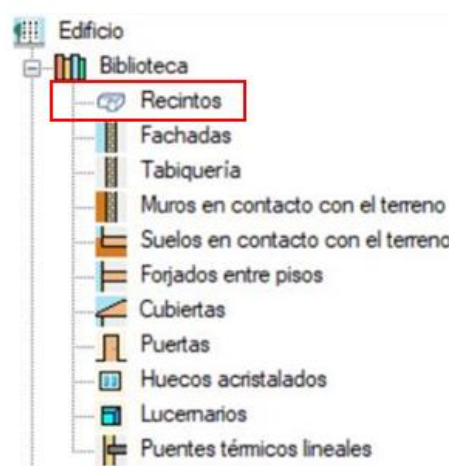 Edificio
Biblioteca
Recintos
Fachadas
Tabiquería
Muros en contacto con el terreno
Suelos en contacto con el terreno
Forjados entre pisos
Cubiertas
Puertas
Huecos acristalados
Lucernarios
Puentes térmicos lineales